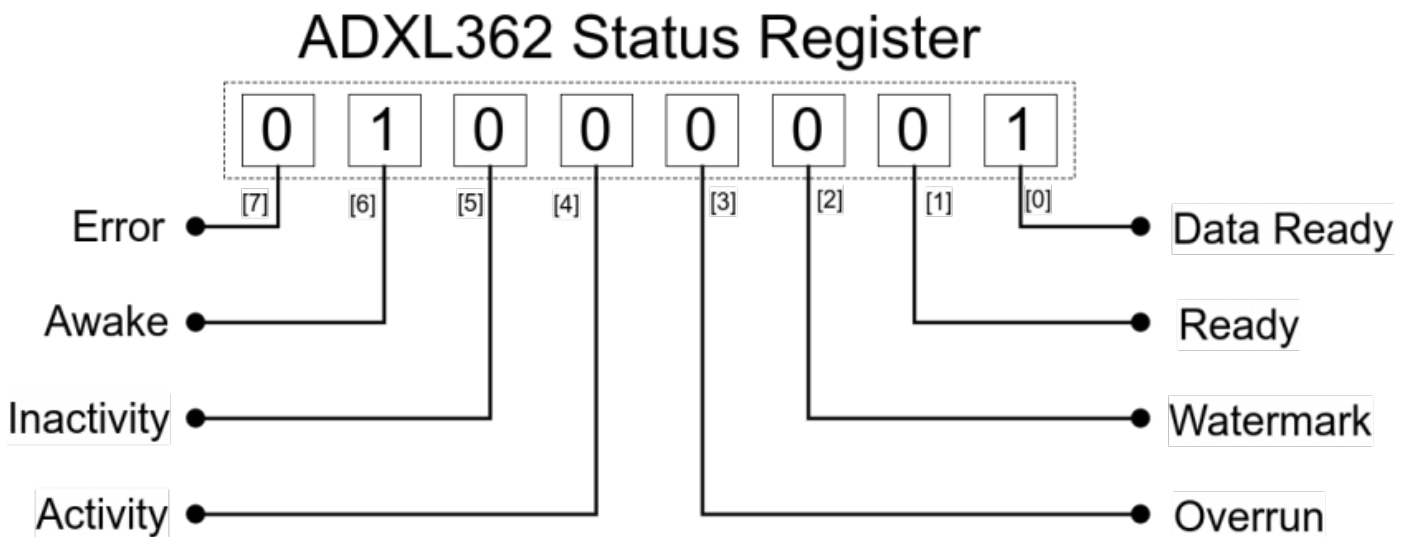 ADXL362 Status Register
0 1 0 0 0 0 0 1
[7] [6] [5] [4] [3] [2] [1] [0]
Error Data Ready
Awake Ready
Inactivity Watermark
Activity Overrun